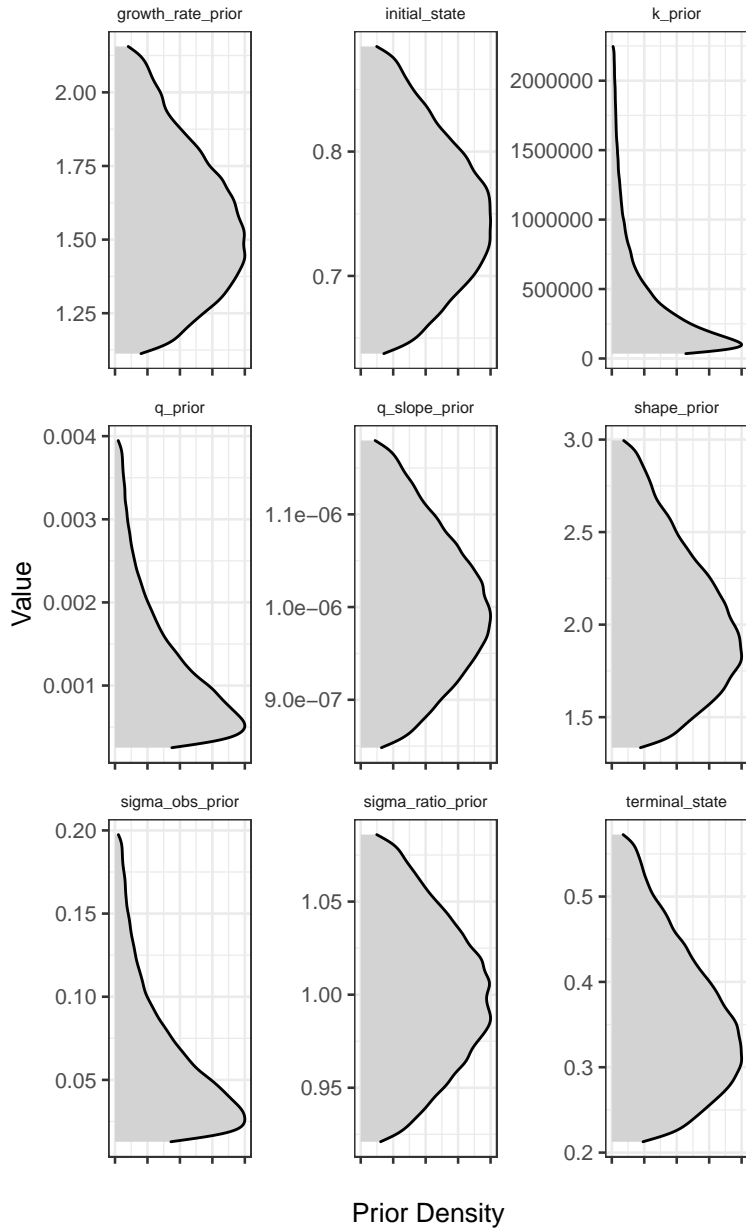 growth_rate_prior
initial_state
k_prior
2.00
1.75
1.50
1.25
0.8
0.7
2000000
1500000
1000000
500000
0
q_prior
q_slope_prior
shape_prior
0.004
0.003
0.002
0.001
1.1e−06
1.0e−06
9.0e−07
3.0
2.5
2.0
1.5
Value
sigma_obs_prior
sigma_ratio_prior
terminal_state
0.20
0.15
0.10
0.05
1.05
1.00
0.95
0.5
0.4
0.3
0.2
Prior Density